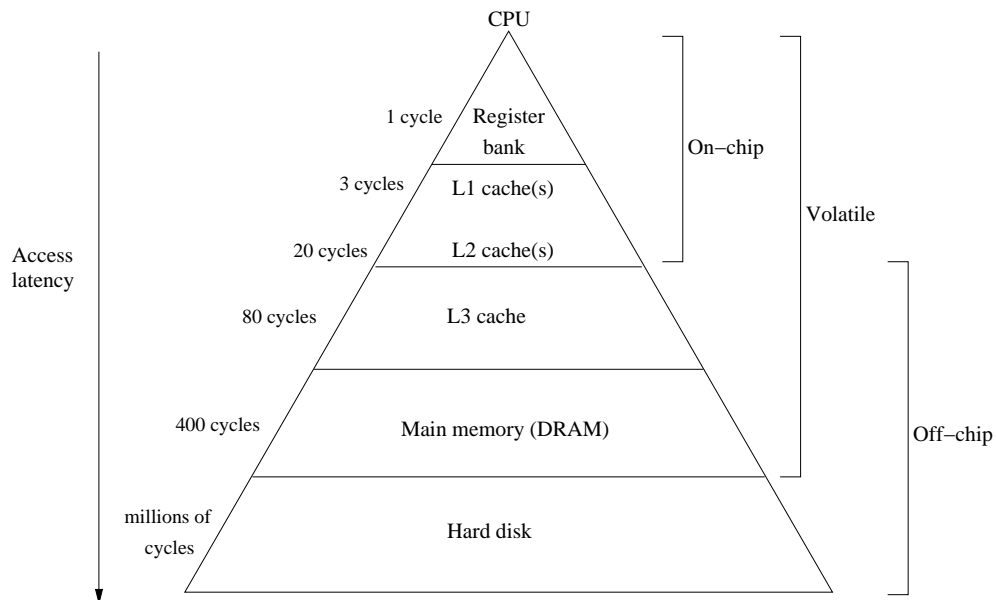 CPU
1 cycle
Register
bank
On−chip
3 cycles
L1 cache(s)
Volatile
Access
latency
20 cycles
L2 cache(s)
80 cycles
L3 cache
400 cycles
Main memory (DRAM)
Off−chip
millions of
cycles
Hard disk